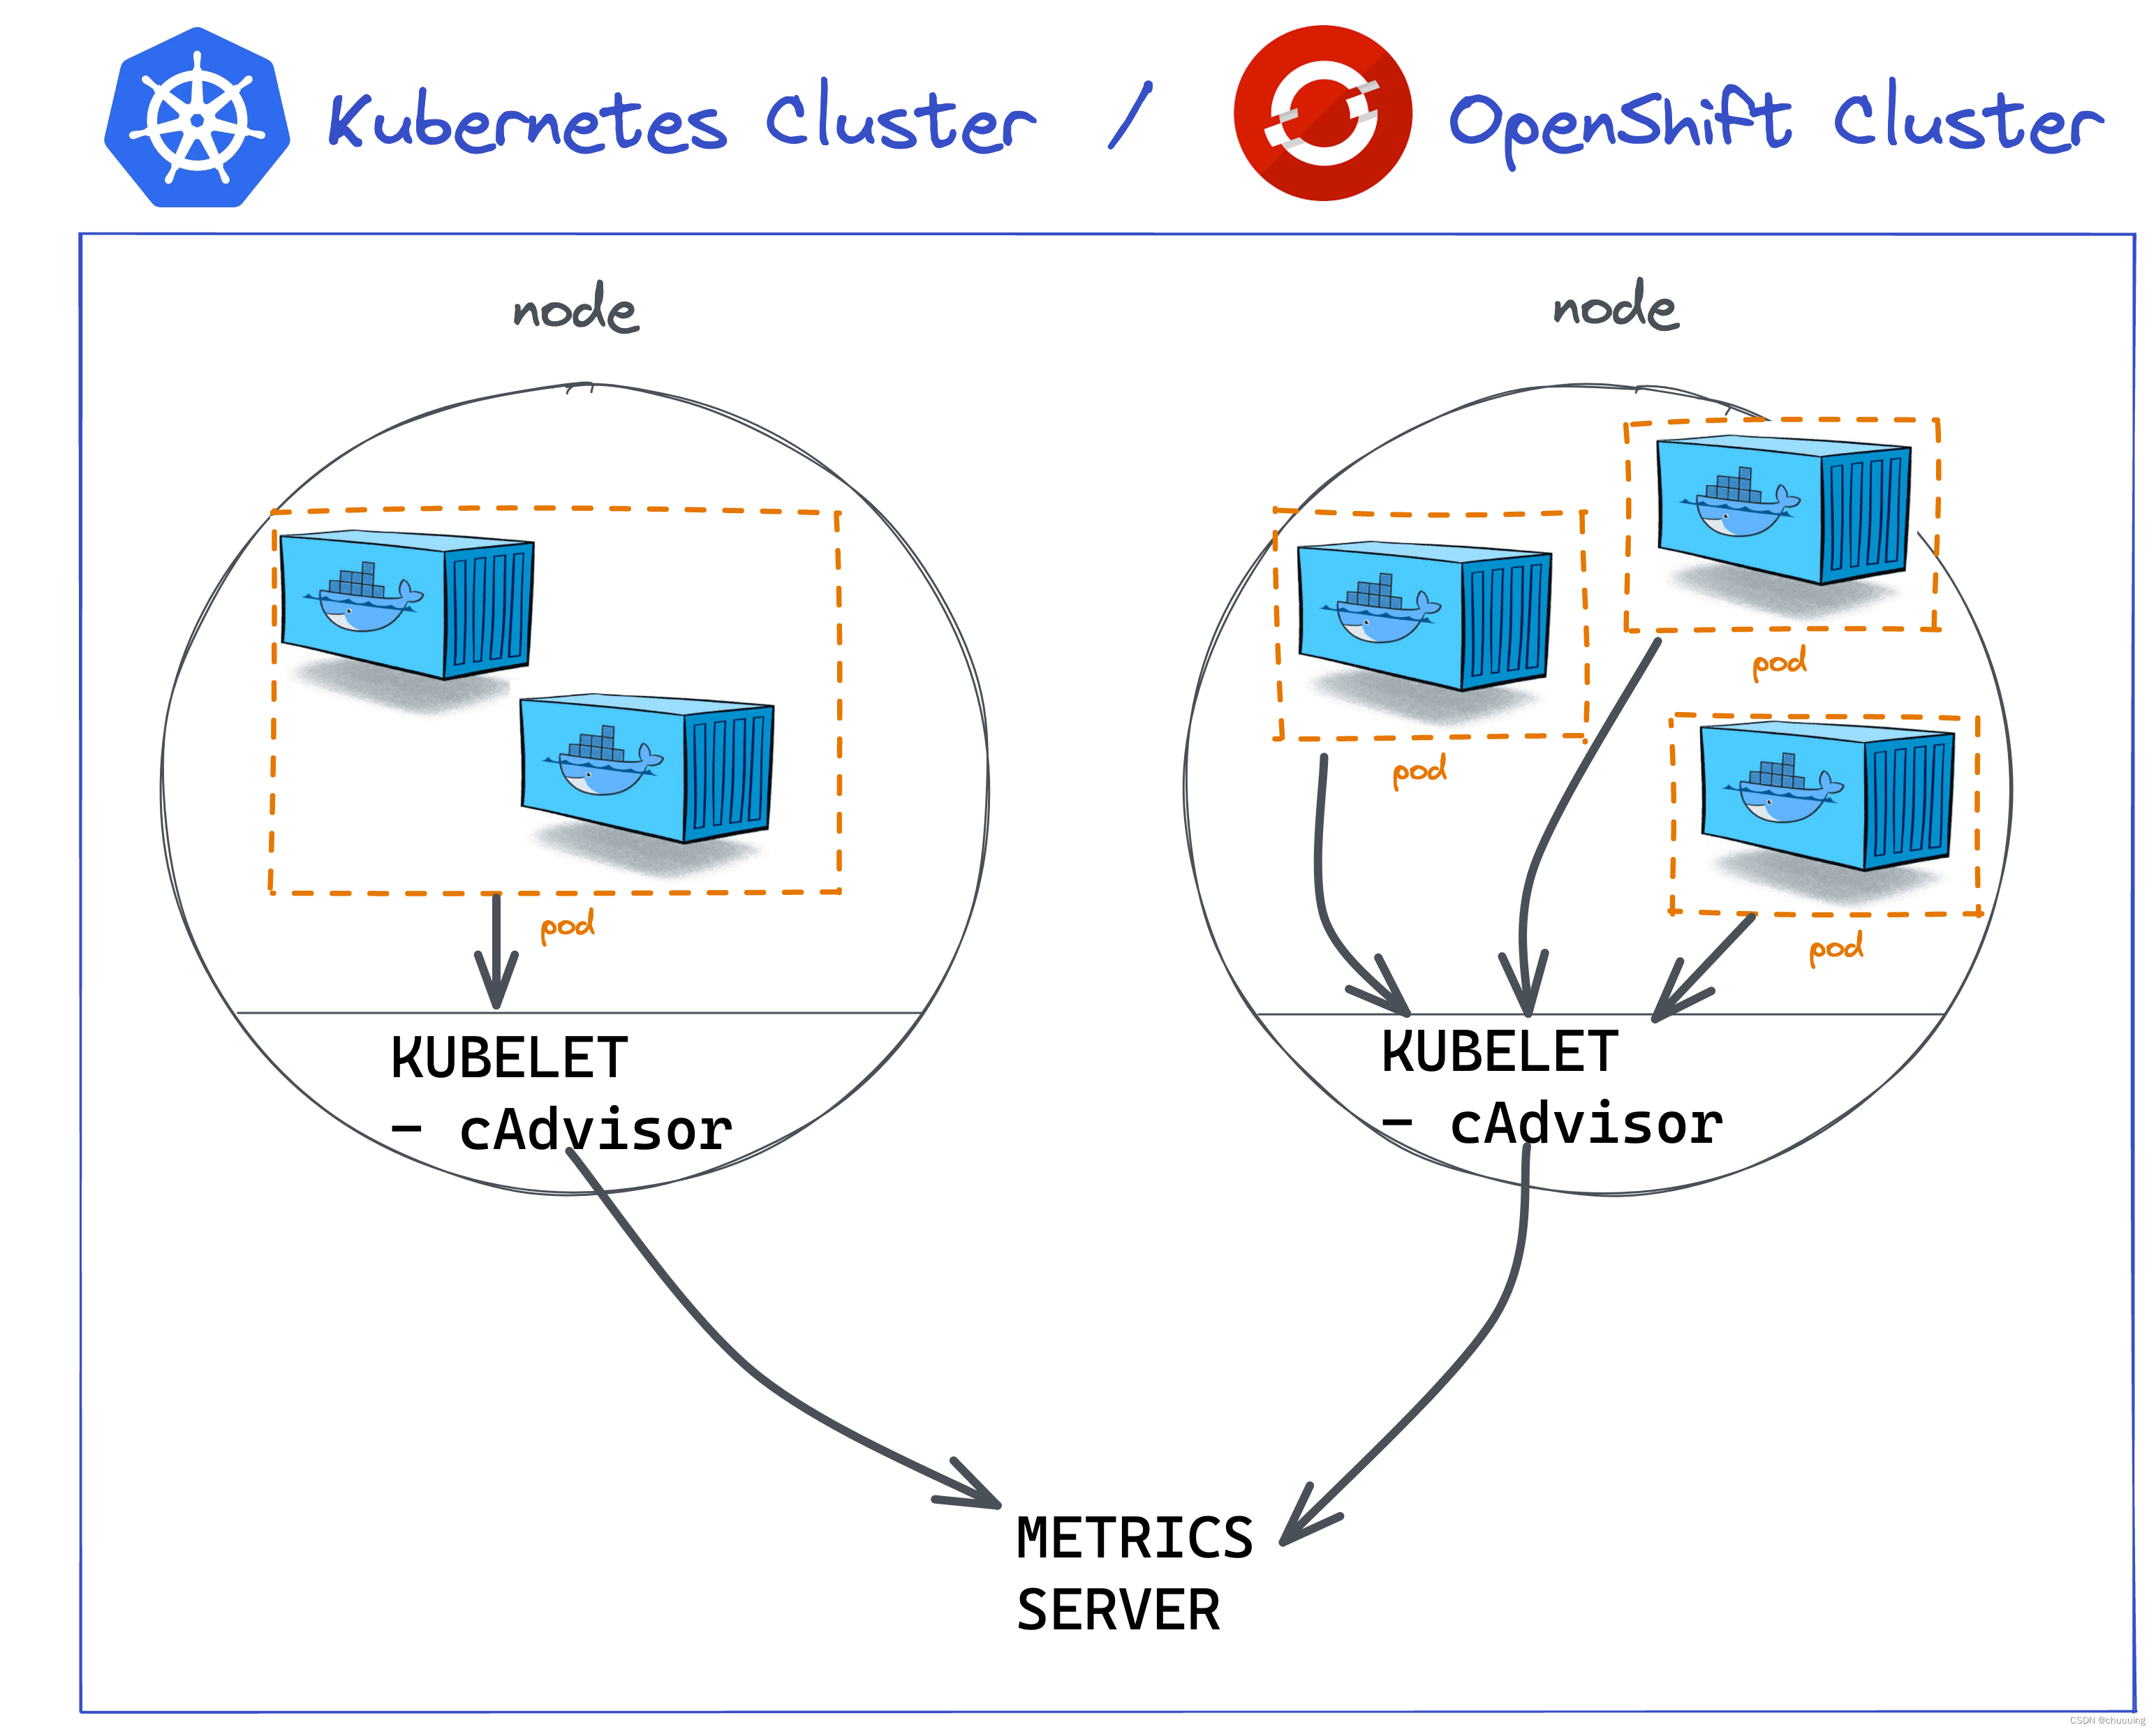 Kubernetes Cluster / OpenShift Cluster
node
node
pod
pod
pod
pod
KUBELET
- cAdvisor
KUBELET
- cAdvisor
METRICS
SERVER
CSDN @chuuuing